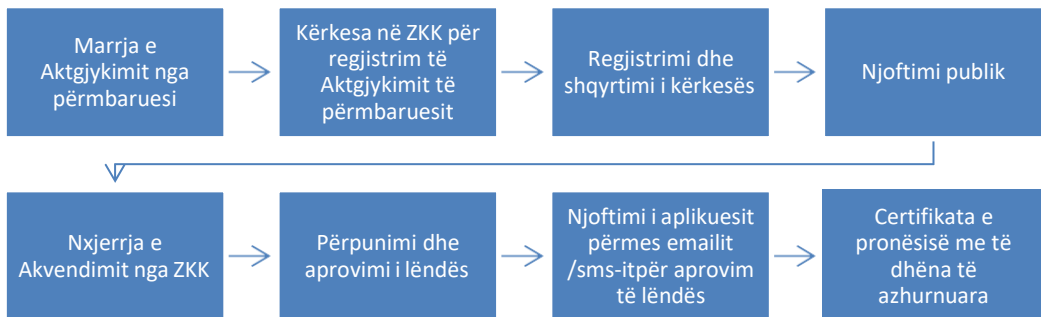 Marrja e
Aktgjykimit nga
përmbaruesi
Kërkesa në ZKK për
regjistrim të
Aktgjykimit të
përmbaruesit
Regjistrimi dhe
shqyrtimi i kërkesës
Njoftimi publik
Nxjerrja e
Akvendimit nga ZKK
Përpunimi dhe
aprovimi i lëndës
Njoftimi i aplikuesit
përmes emailit
/sms-itpër aprovim
të lëndës
Certifikata e
pronësisë me të
dhëna të
azhurnuara